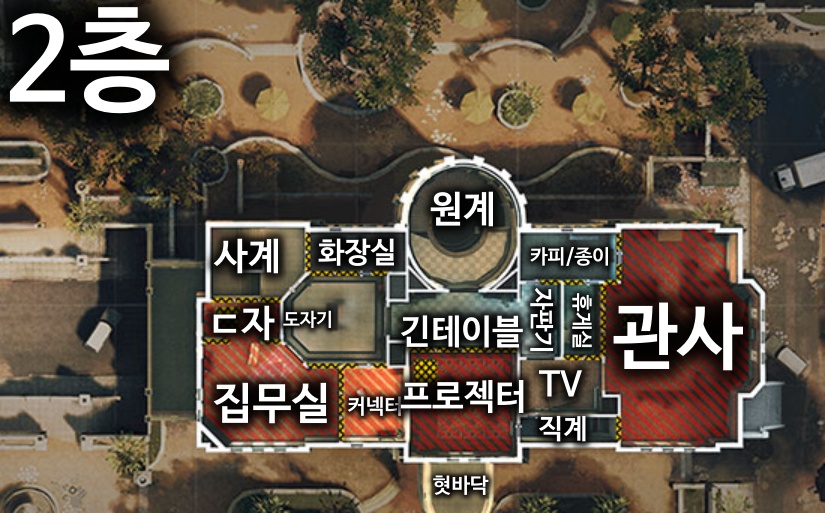 2층
원계
사계
화장실
카피/종이
ㄷ자
도자기
긴테이블
자판기
휴게실
관사
집무실
커넥터
프로젝터
TV
직계
혓바닥